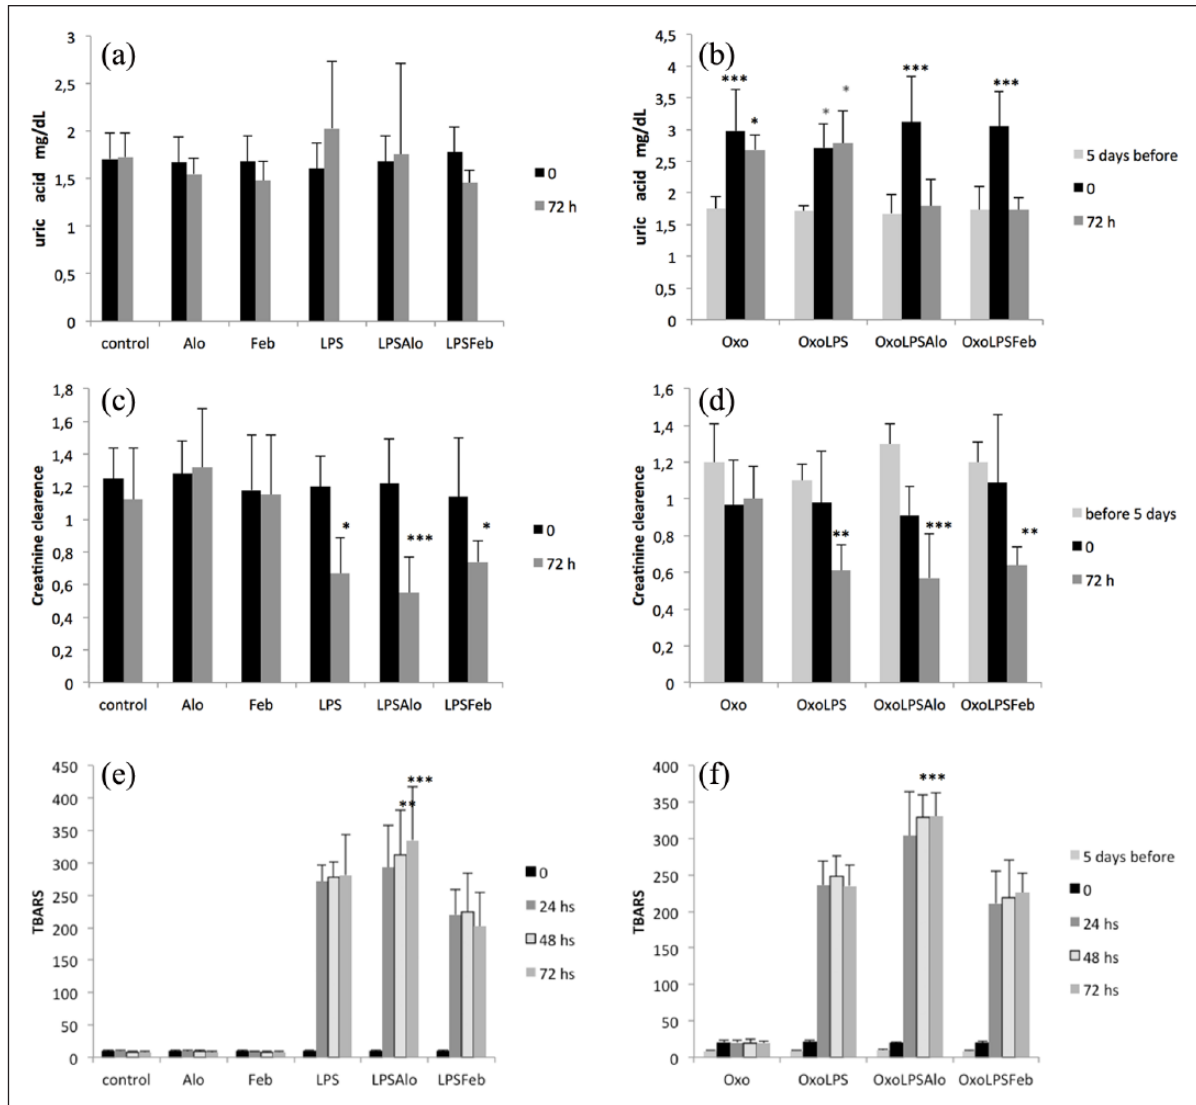 (a)
3
2,5
2
1,5
1
0,5
0
uric acid mg/dL
control Alo Feb LPS LPSAlo LPSFeb
0
72 h
(b)
4,5
4
3,5
3
2,5
2
1,5
1
0,5
0
uric acid mg/dL
*** * * * *** ***
Oxo OxoLPS OxoLPSAlo OxoLPSFeb
5 days before
0
72 h
(c)
1,8
1,6
1,4
1,2
1
0,8
0,6
0,4
0,2
0
Creatinine clearence
* *** *
control Alo Feb LPS LPSAlo LPSFeb
0
72 h
(d)
1,6
1,4
1,2
1
0,8
0,6
0,4
0,2
0
Creatinine clearence
** *** **
Oxo OxoLPS OxoLPSAlo OxoLPSFeb
before 5 days
0
72 h
(e)
450
400
350
300
250
200
150
100
50
0
TBARS
***
**
control Alo Feb LPS LPSAlo LPSFeb
0
24 hs
48 hs
72 hs
(f)
400
350
300
250
200
150
100
50
0
TBARS
***
Oxo OxoLPS OxoLPSAlo OxoLPSFeb
5 days before
0
24 hs
48 hs
72 hs